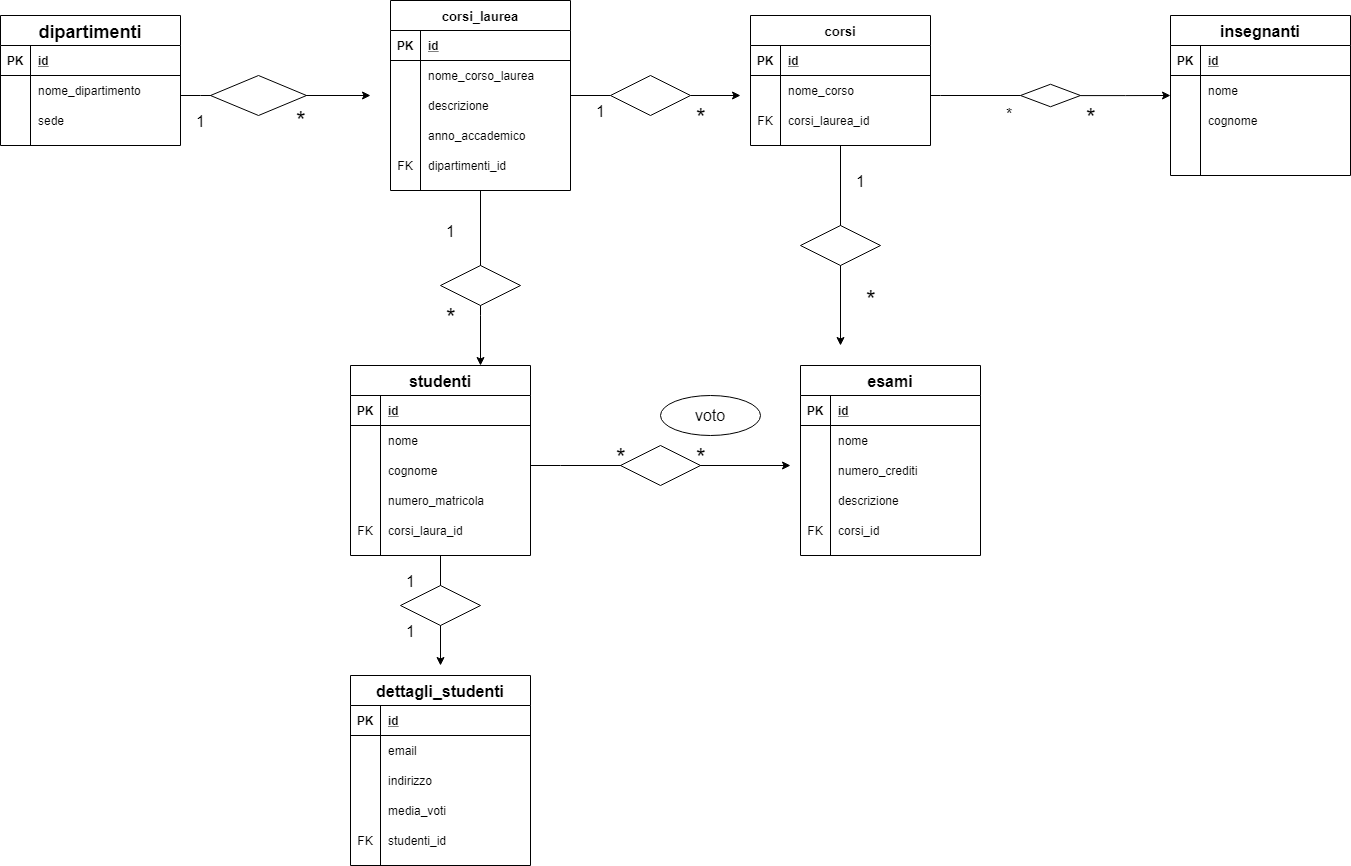 dipartimenti
PK id
nome_dipartimento
sede
1
*
corsi_laurea
PK id
nome_corso_laurea
descrizione
anno_accademico
FK dipartimenti_id
1
*
corsi
PK id
nome_corso
FK corsi_laurea_id
*
*
insegnanti
PK id
nome
cognome
1
*
1
*
studenti
PK id
nome
cognome
numero_matricola
FK corsi_laura_id
*
*
voto
esami
PK id
nome
numero_crediti
descrizione
FK corsi_id
1
1
dettagli_studenti
PK id
email
indirizzo
media_voti
FK studenti_id